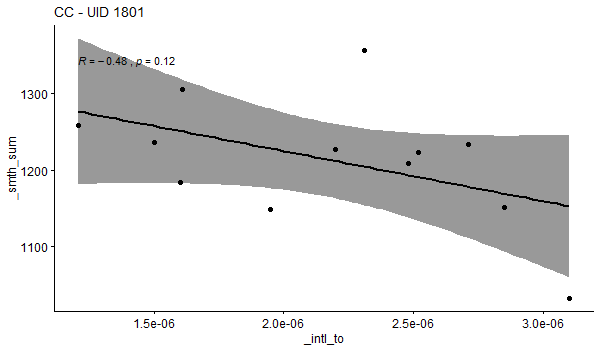 CC - UID 1801
R = −0.48 , p = 0.12
1300
1200
1100
_smth_sum
1.5e-06 2.0e-06 2.5e-06 3.0e-06
_intl_to